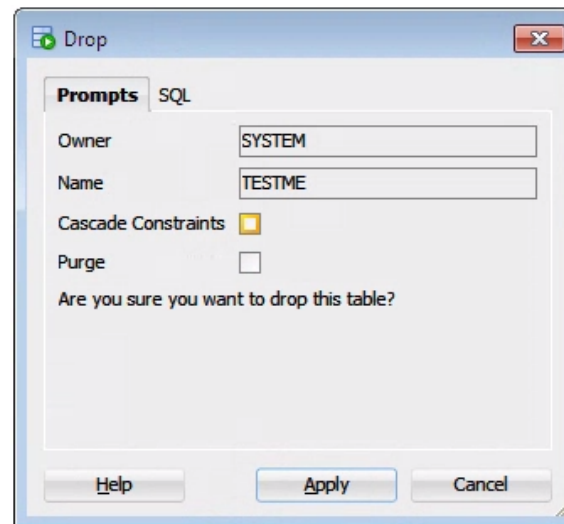 Drop
Prompts SQL
Owner SYSTEM
Name TESTME
Cascade Constraints
Purge
Are you sure you want to drop this table?
Help Apply Cancel